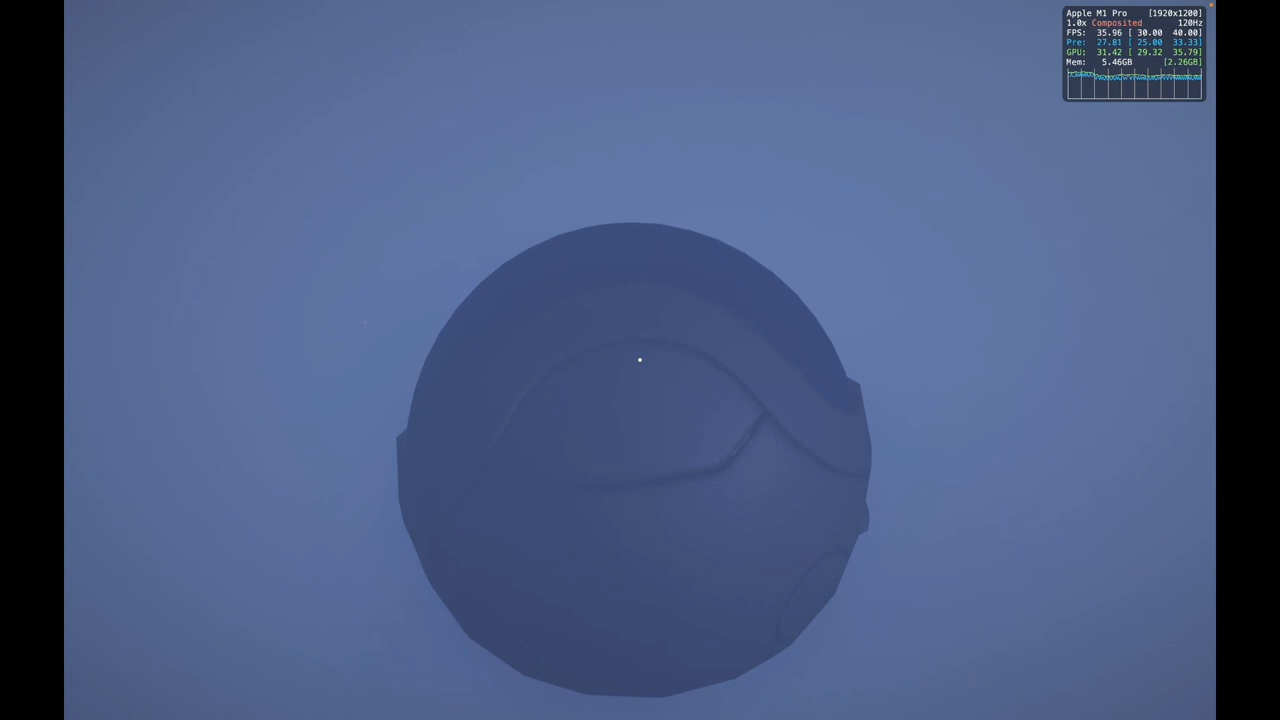 Apple M1 Pro [1920x1200]
1.0x Composited 120Hz
FPS: 35.96 [ 30.00 40.00]
Pre: 27.81 [ 25.00 33.33]
GPU: 31.42 [ 29.32 35.79]
Mem: 5.46GB [2.26GB]